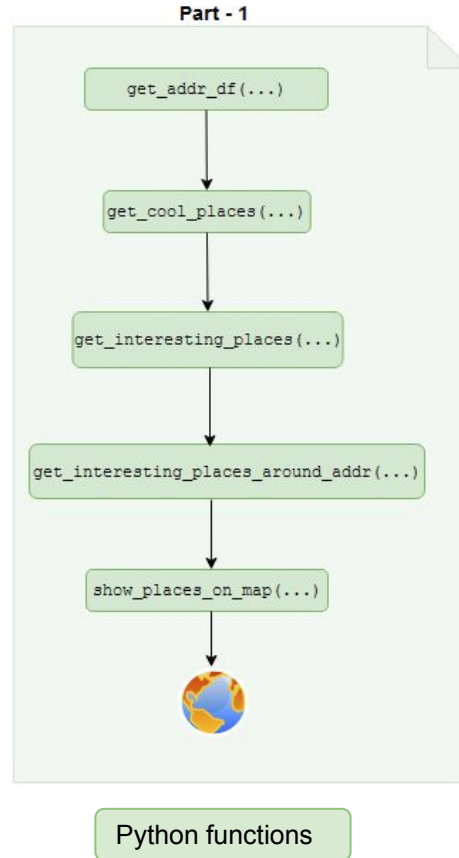 Part - 1
get_addr_df(...)
get_cool_places(...)
get_interesting_places(...)
get_interesting_places_around_addr(...)
show_places_on_map(...)
Python functions